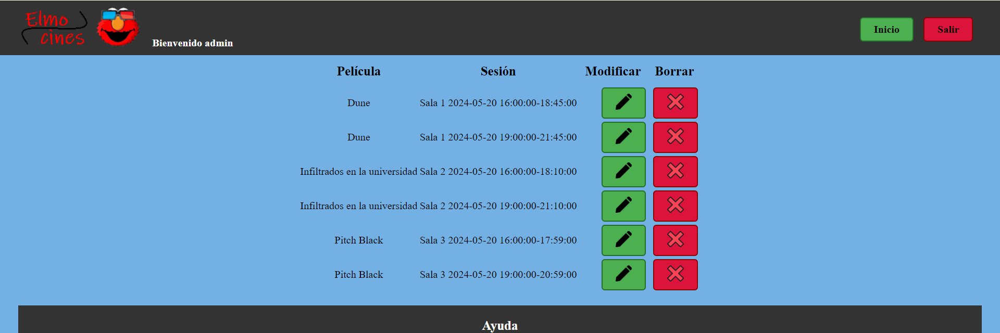 Elmo
cines
Bienvenido admin
Inicio
Salir
Película Sesión Modificar Borrar
Dune Sala 1 2024-05-20 16:00:00-18:45:00
Dune Sala 1 2024-05-20 19:00:00-21:45:00
Infiltrados en la universidad Sala 2 2024-05-20 16:00:00-18:10:00
Infiltrados en la universidad Sala 2 2024-05-20 19:00:00-21:10:00
Pitch Black Sala 3 2024-05-20 16:00:00-17:59:00
Pitch Black Sala 3 2024-05-20 19:00:00-20:59:00
Ayuda